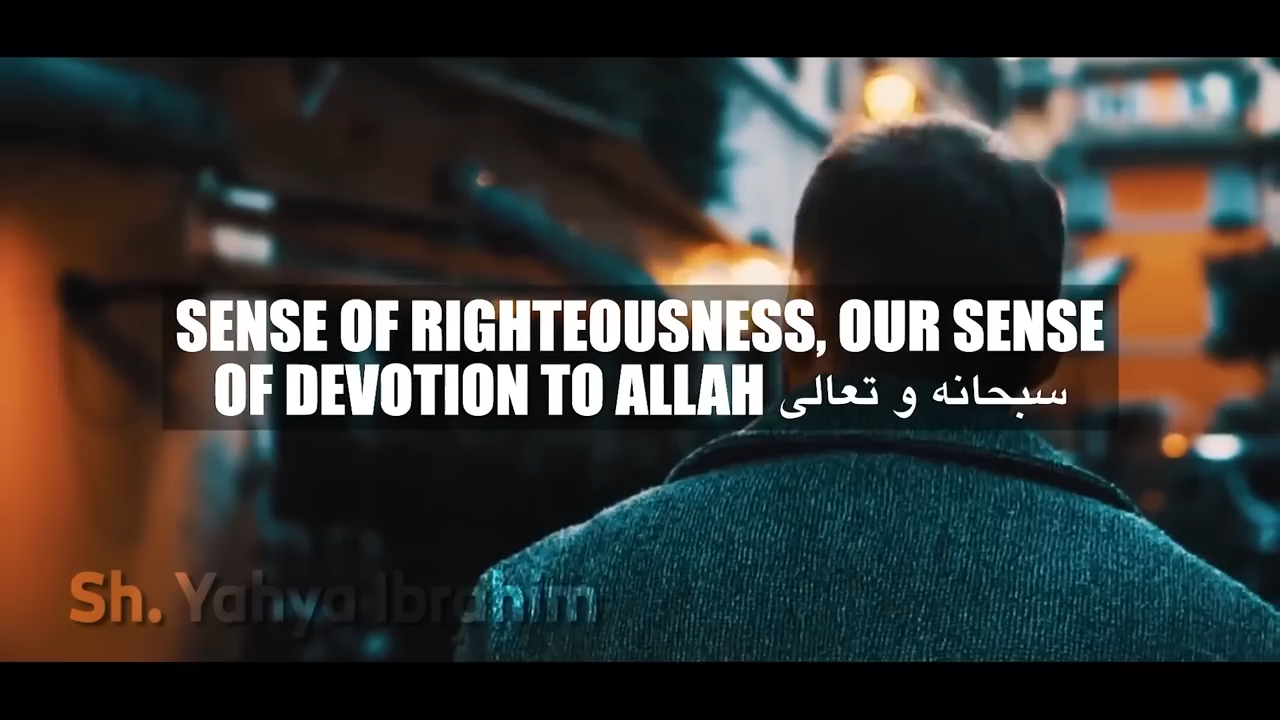 SENSE OF RIGHTEOUSNESS, OUR SENSE
OF DEVOTION TO ALLAH سبحانه و تعالى
Sh. Yahya Ibrahim